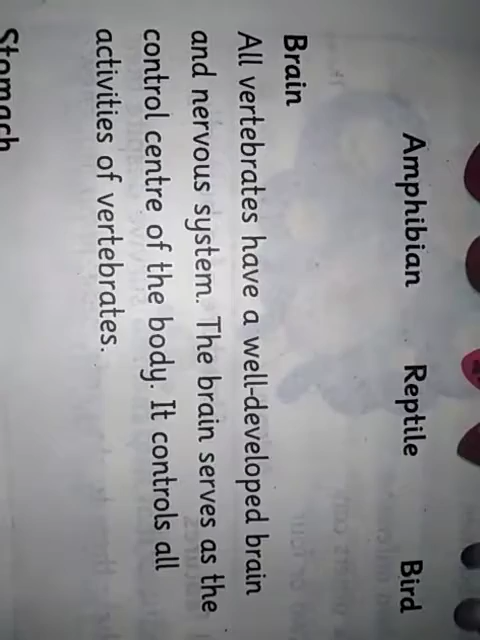 Amphibian Reptile Bird
Brain
All vertebrates have a well-developed brain
and nervous system. The brain serves as the
control centre of the body. It controls all
activities of vertebrates.
Stomach